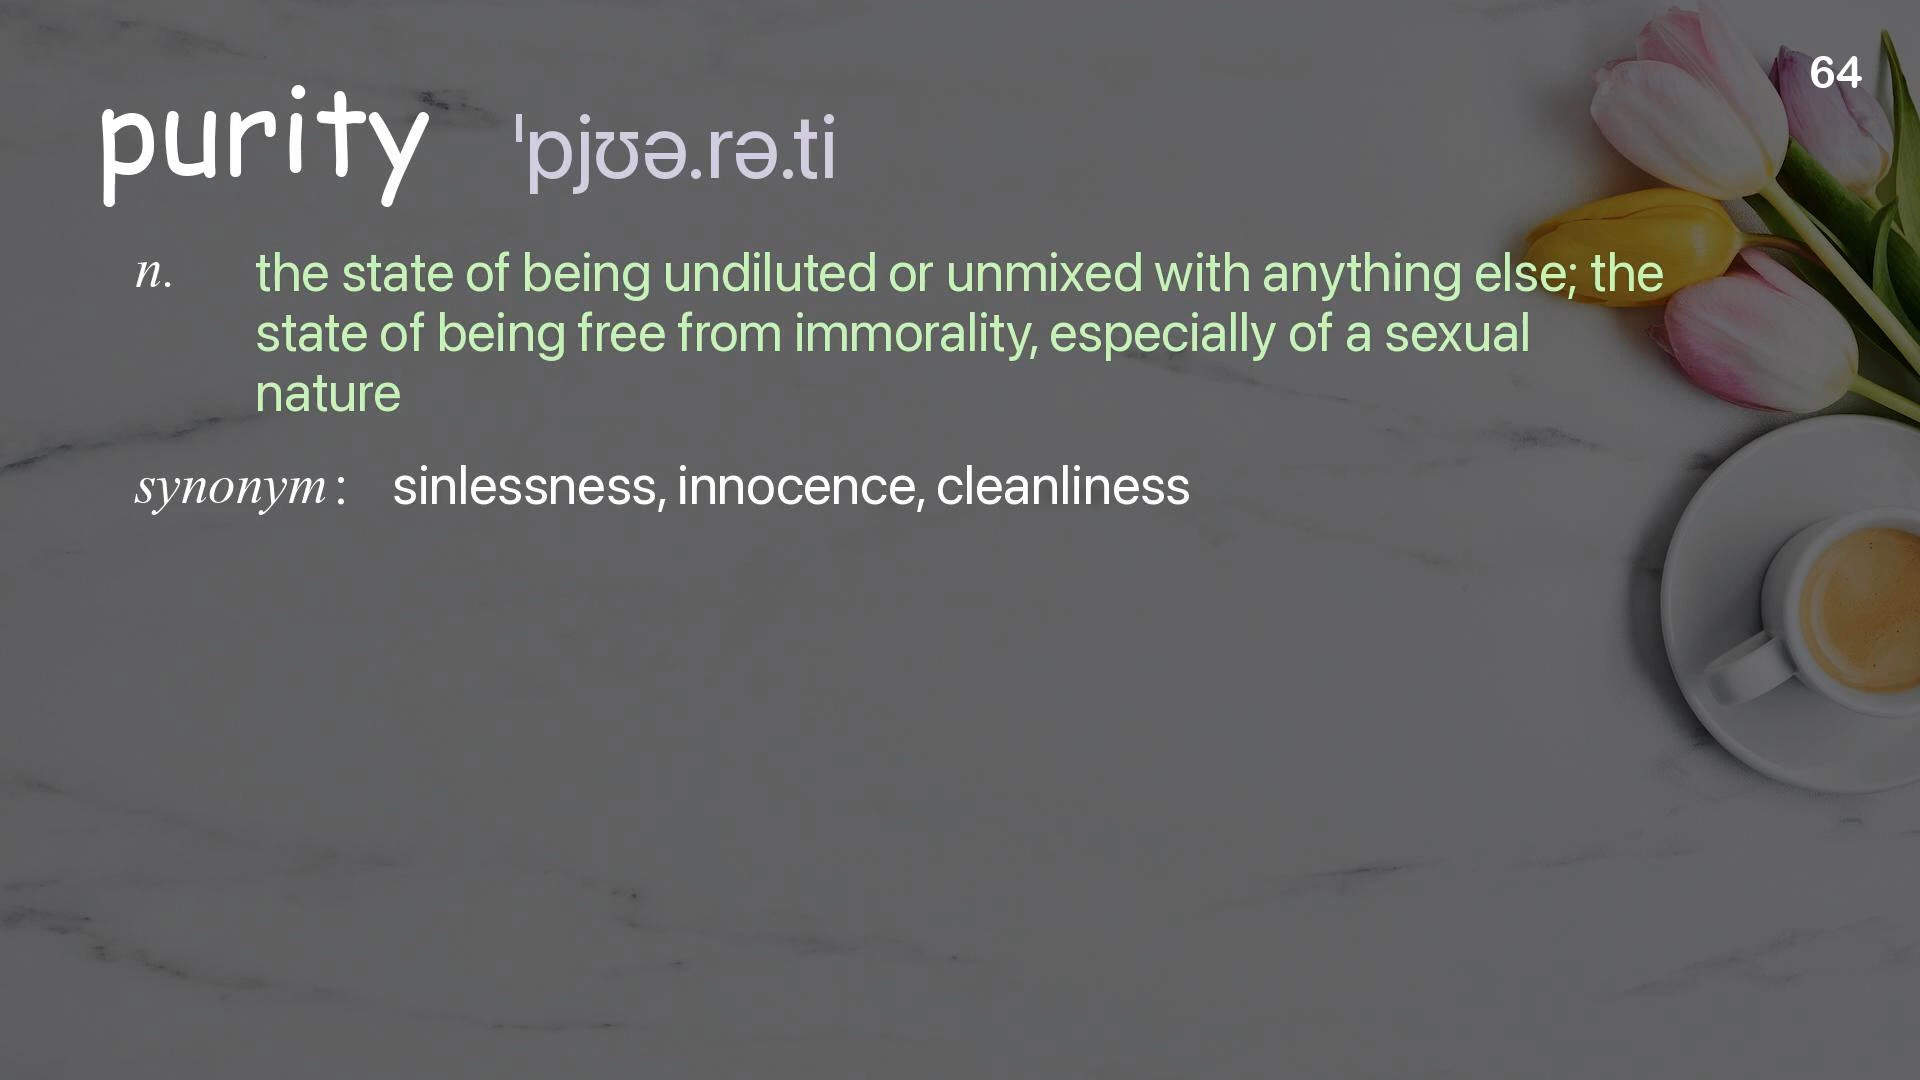 64
purity ˈpjʊə.rə.ti
n. the state of being undiluted or unmixed with anything else; the
state of being free from immorality, especially of a sexual
nature
synonym: sinlessness, innocence, cleanliness